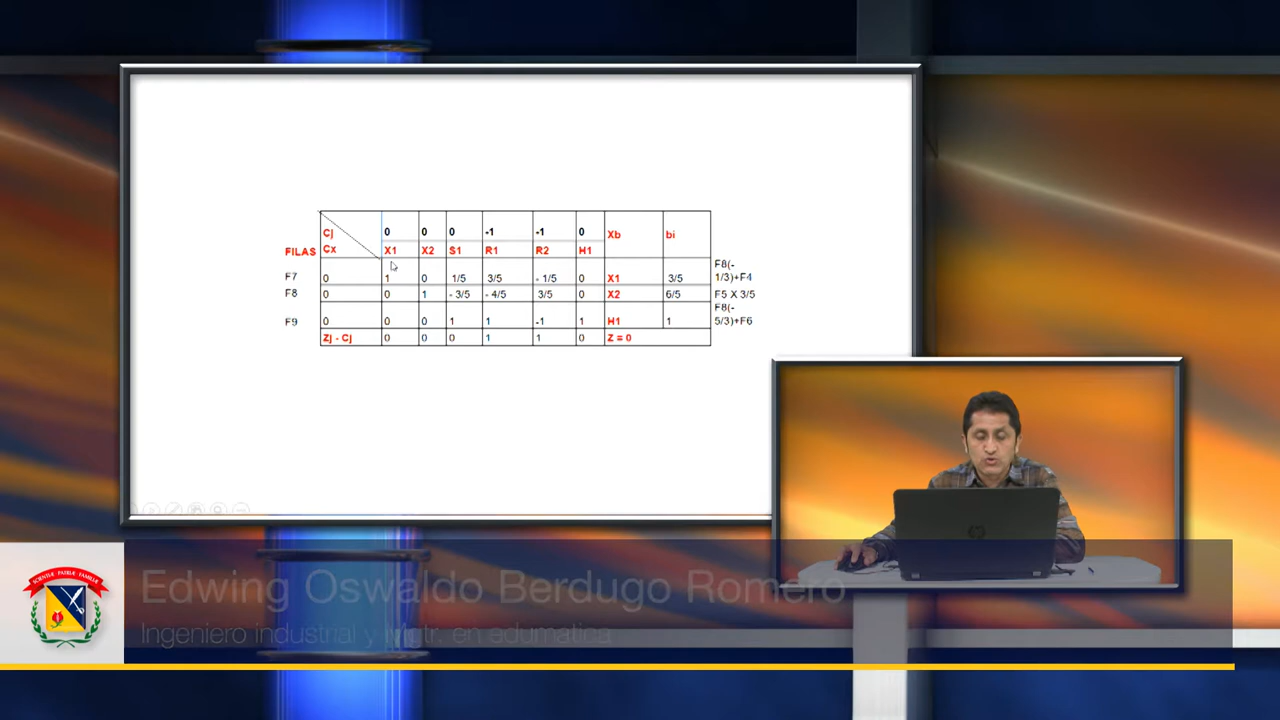 Cj 0 0 0 -1 -1 0 Xb bi
FILAS Cx X1 X2 S1 R1 R2 H1
F7 0 1 0 1/5 3/5 - 1/5 0 X1 3/5 F8(-1/3)+F4
F8 0 0 1 - 3/5 - 4/5 3/5 0 X2 6/5 F5 X 3/5
F9 0 0 0 1 1 -1 1 H1 1 F8(-5/3)+F6
Zj - Cj 0 0 0 1 1 0 Z = 0
SCIENTIAE PATRIAE FAMILIAE
Edwing Oswaldo Berdugo Romero
Ingeniero industrial y Mgtr. en edumatica